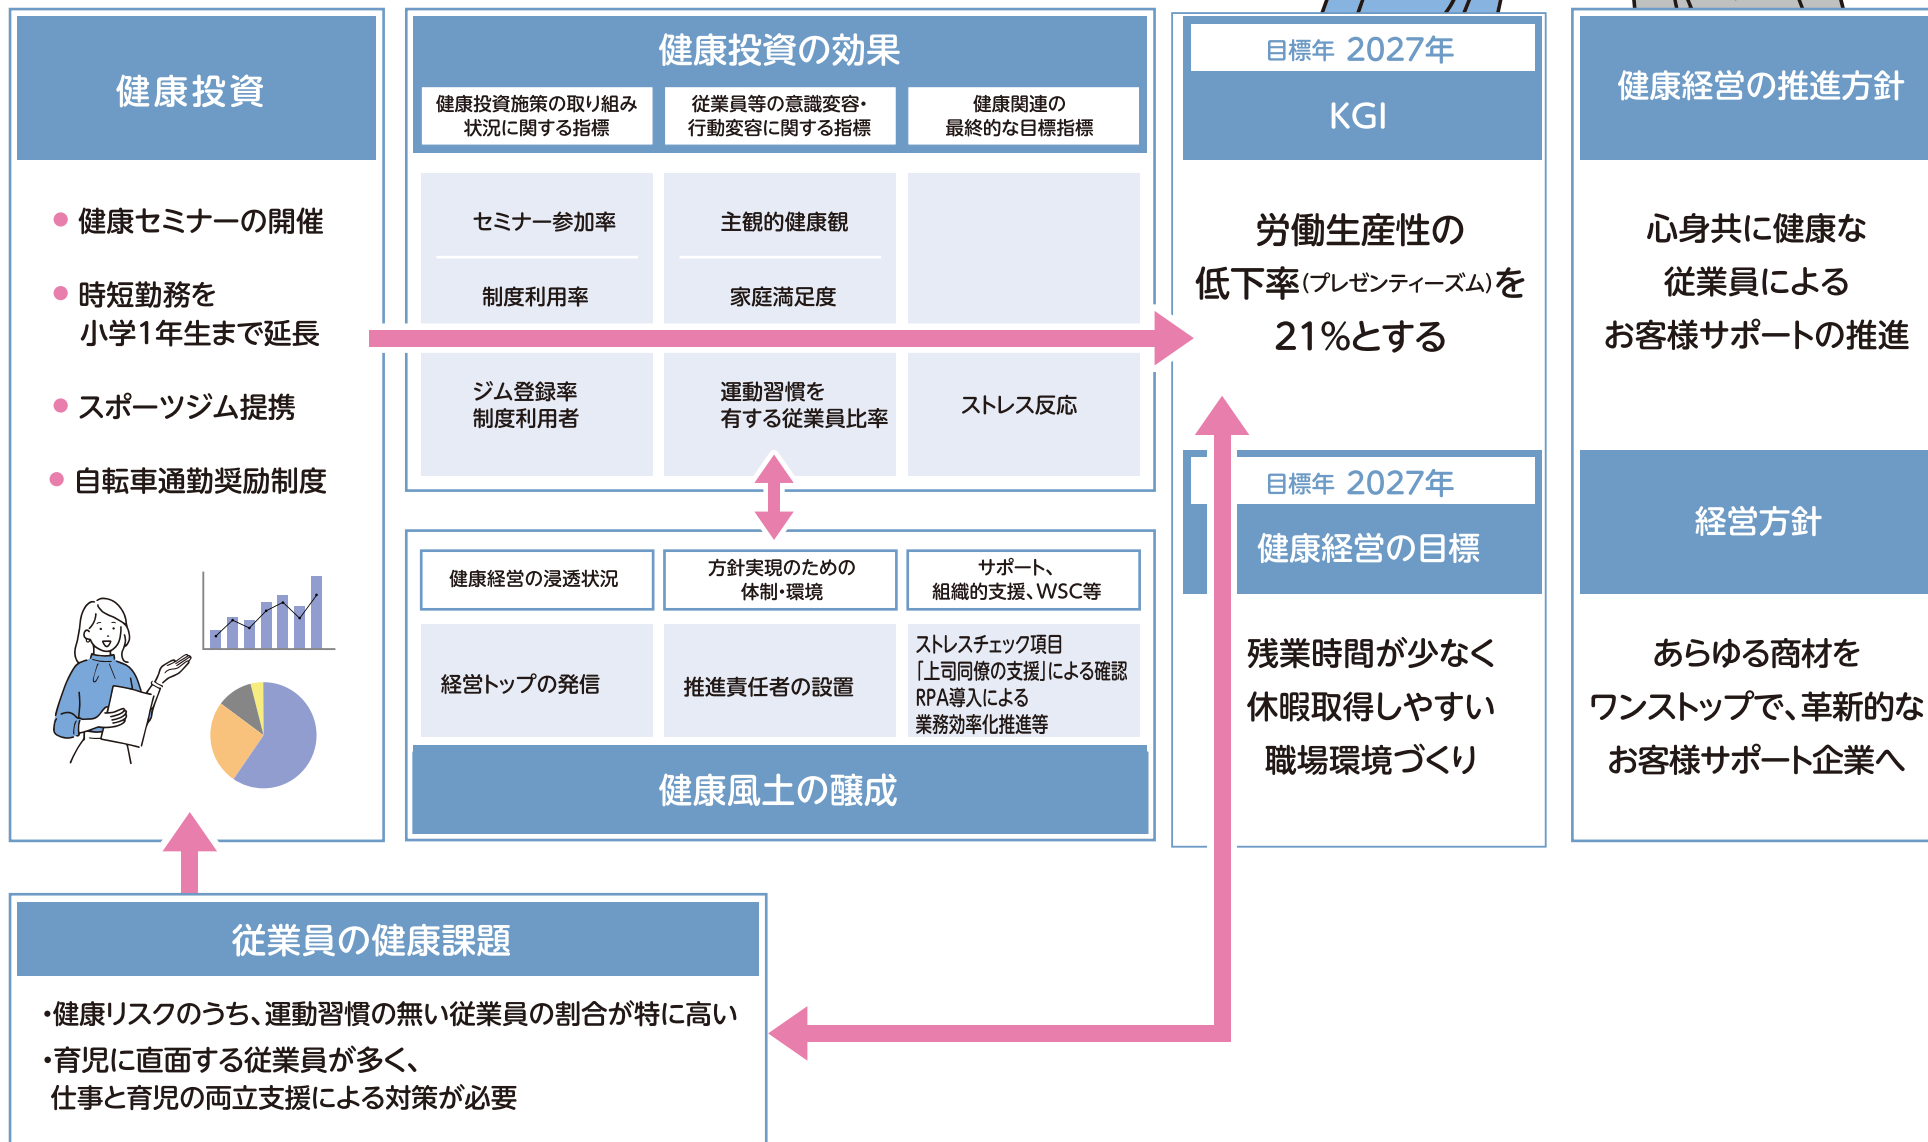 健康投資
健康セミナーの開催
時短勤務を
小学1年生まで延長
スポーツジム提携
自転車通勤奨励制度
健康投資の効果
健康投資施策の取り組み
状況に関する指標
従業員等の意識変容・
行動変容に関する指標
健康関連の
最終的な目標指標
セミナー参加率
主観的健康観
制度利用率
家庭満足度
ジム登録率
制度利用者
運動習慣を
有する従業員比率
ストレス反応
健康経営の浸透状況
方針実現のための
体制・環境
サポート、
組織的支援、WSC等
経営トップの発信
推進責任者の設置
ストレスチェック項目
「上司同僚の支援」による確認
RPA導入による
業務効率化推進等
健康風土の醸成
目標年 2027年
KGI
労働生産性の
低下率(プレゼンティーズム)を
21%とする
目標年 2027年
健康経営の目標
残業時間が少なく
休暇取得しやすい
職場環境づくり
健康経営の推進方針
心身共に健康な
従業員による
お客様サポートの推進
経営方針
あらゆる商材を
ワンストップで、革新的な
お客様サポート企業へ
従業員の健康課題
・健康リスクのうち、運動習慣の無い従業員の割合が特に高い
・育児に直面する従業員が多く、
仕事と育児の両立支援による対策が必要